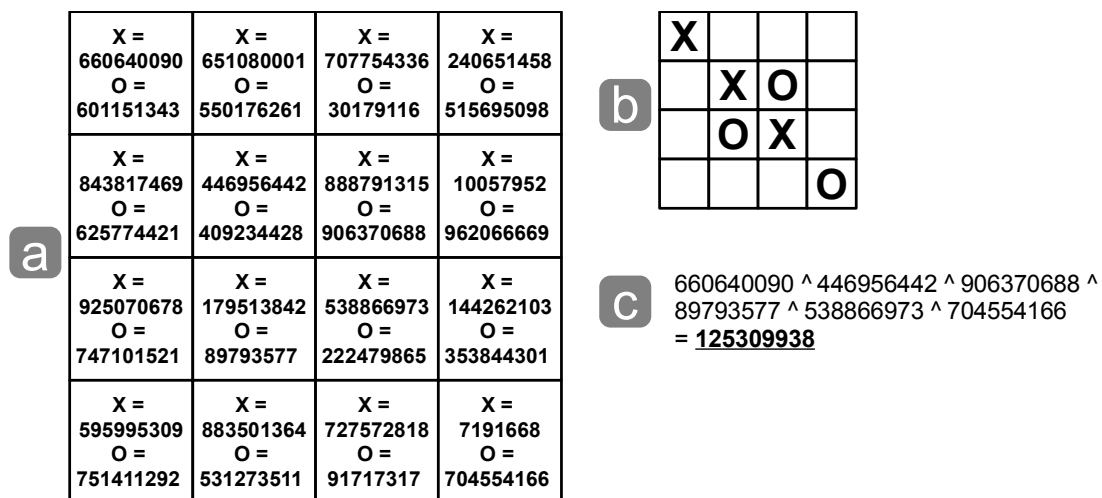 a
X =
660640090
O =
601151343
X =
651080001
O =
550176261
X =
707754336
O =
30179116
X =
240651458
O =
515695098
X =
843817469
O =
625774421
X =
446956442
O =
409234428
X =
888791315
O =
906370688
X =
10057952
O =
962066669
X =
925070678
O =
747101521
X =
179513842
O =
89793577
X =
538866973
O =
222479865
X =
144262103
O =
353844301
X =
595995309
O =
751411292
X =
883501364
O =
531273511
X =
727572818
O =
91717317
X =
7191668
O =
704554166
b
X
X O
O X
O
c
660640090 ^ 446956442 ^ 906370688 ^
89793577 ^ 538866973 ^ 704554166
= 125309938